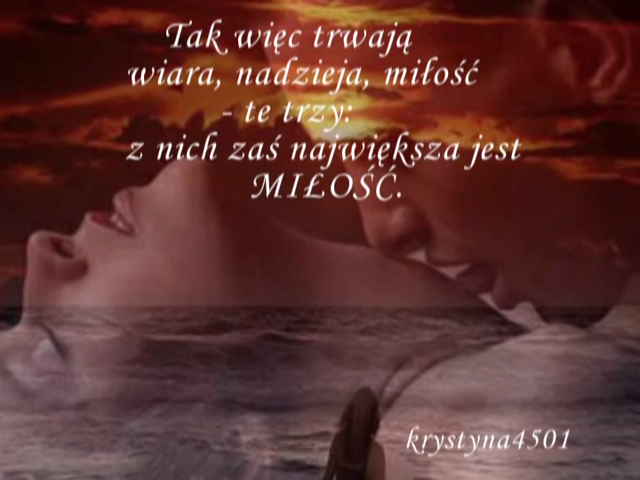 Tak więc trwają
wiara, nadzieja, miłość
- te trzy:
z nich zaś największa jest
MIŁOŚĆ.
krystyna4501